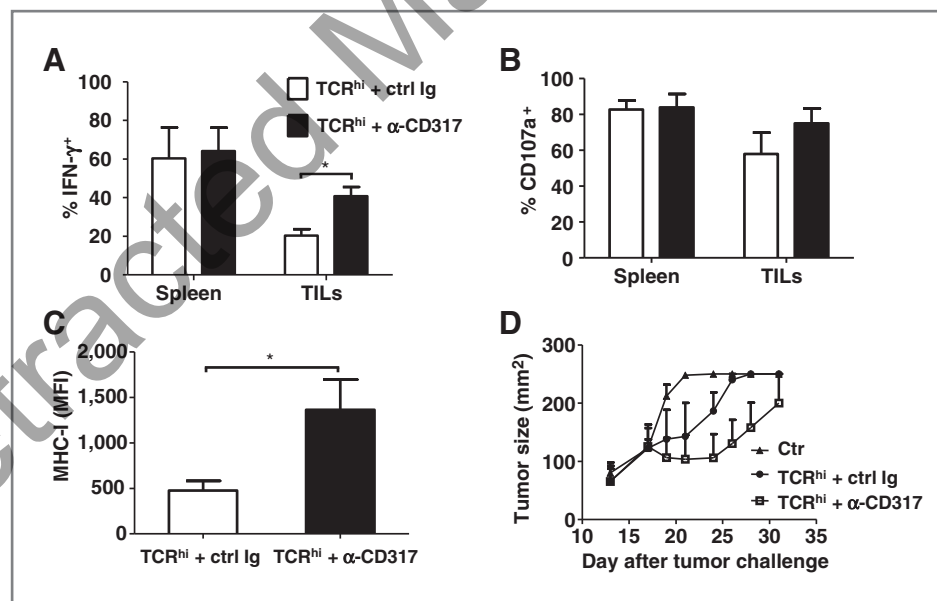 A
100
80
60
40
20
0
% IFN-γ+
TCRhi + ctrl Ig
TCRhi + α-CD317
*
Spleen
TILs
B
100
80
60
40
20
0
% CD107a+
Spleen
TILs
C
2,000
1,500
1,000
500
0
MHC-I (MFI)
*
TCRhi + ctrl Ig
TCRhi + α-CD317
D
300
200
100
0
Tumor size (mm2)
Ctr
TCRhi + ctrl Ig
TCRhi + α-CD317
10 15 20 25 30 35
Day after tumor challenge